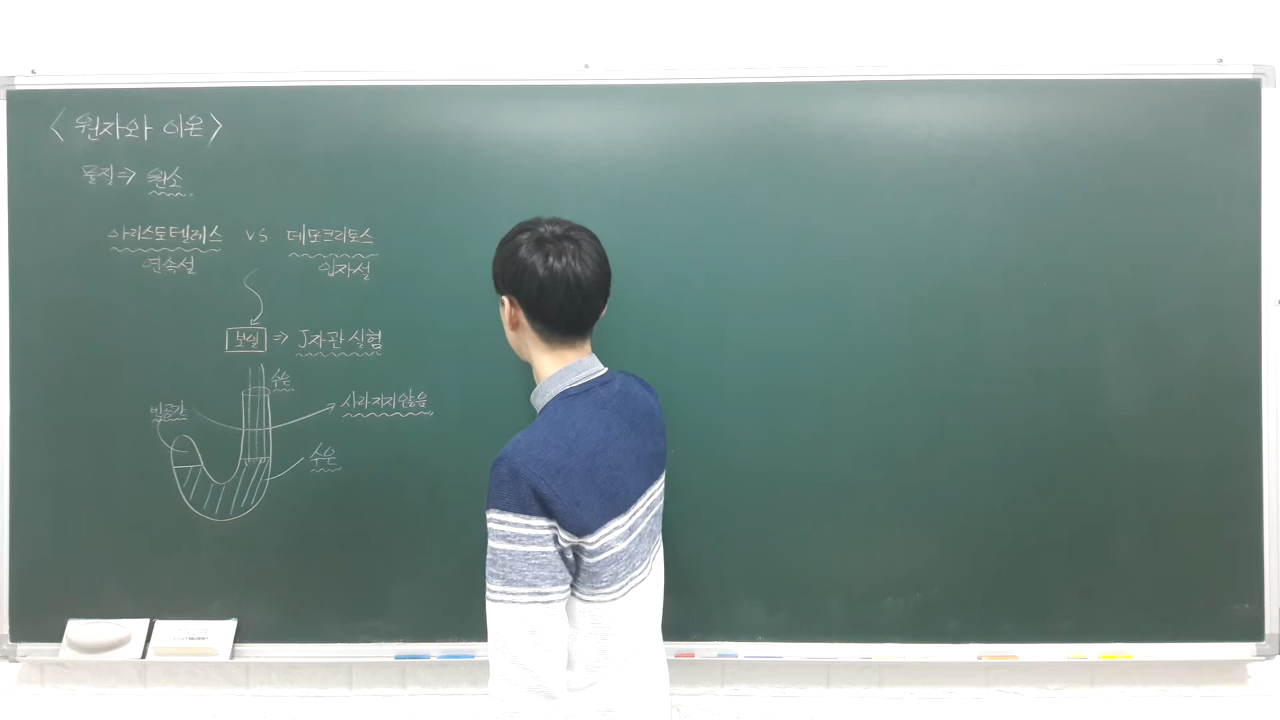 〈 원자와 이온 〉
물질 ⇒ 원소
아리스토텔레스 vs 데모크리토스
연속설 입자설
보일 ⇒ J자관 실험
수은
빈공간 사라지지 않음
수은